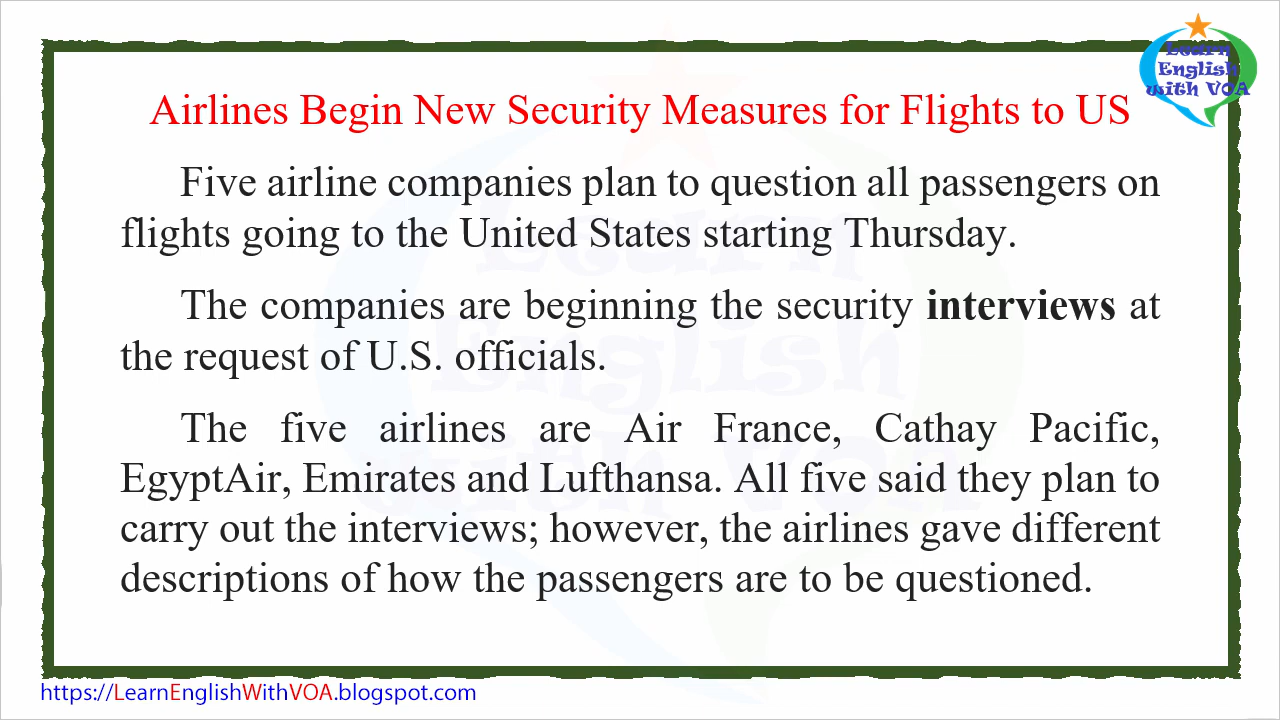 Learn
English
with VOA
Airlines Begin New Security Measures for Flights to US
Five airline companies plan to question all passengers on
flights going to the United States starting Thursday.
The companies are beginning the security interviews at
the request of U.S. officials.
The five airlines are Air France, Cathay Pacific,
EgyptAir, Emirates and Lufthansa. All five said they plan to
carry out the interviews; however, the airlines gave different
descriptions of how the passengers are to be questioned.
Learn
English
with VOA
https://LearnEnglishWithVOA.blogspot.com